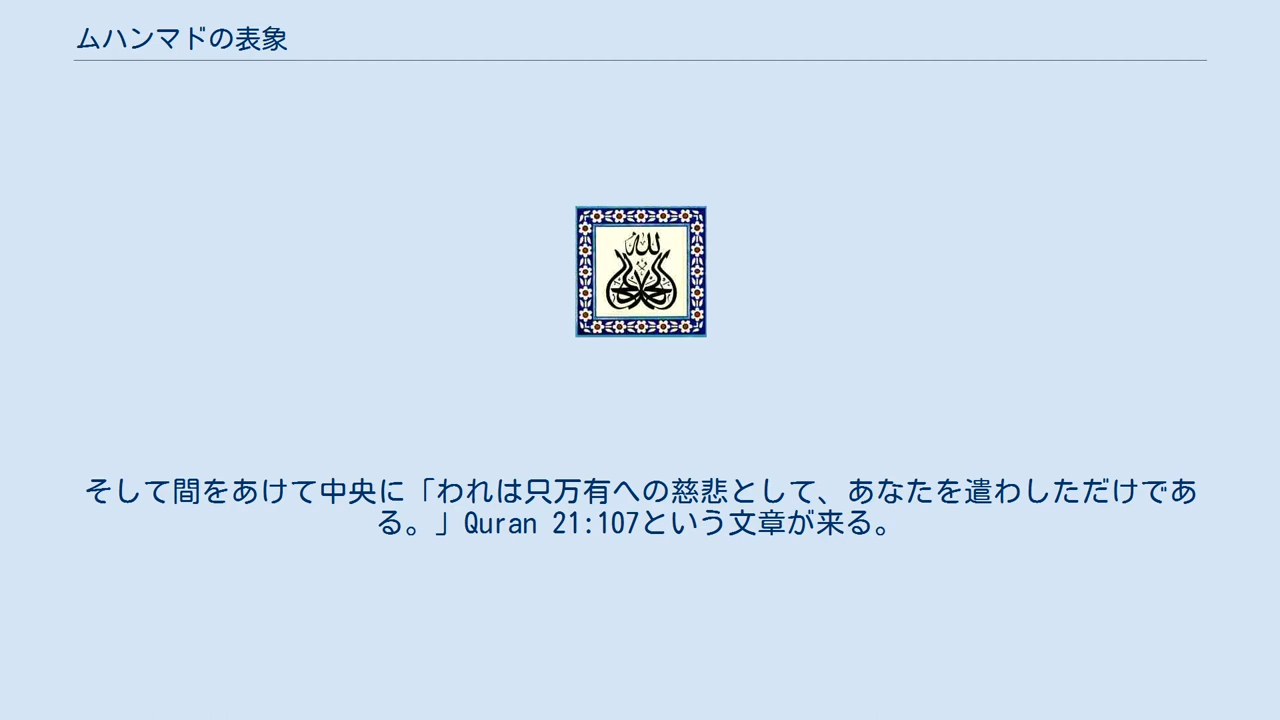 ムハンマドの表象
الله
محمد
そして間をあけて中央に「われは只万有への慈悲として、あなたを遣わしただけであ
る。」Quran 21:107という文章が来る。